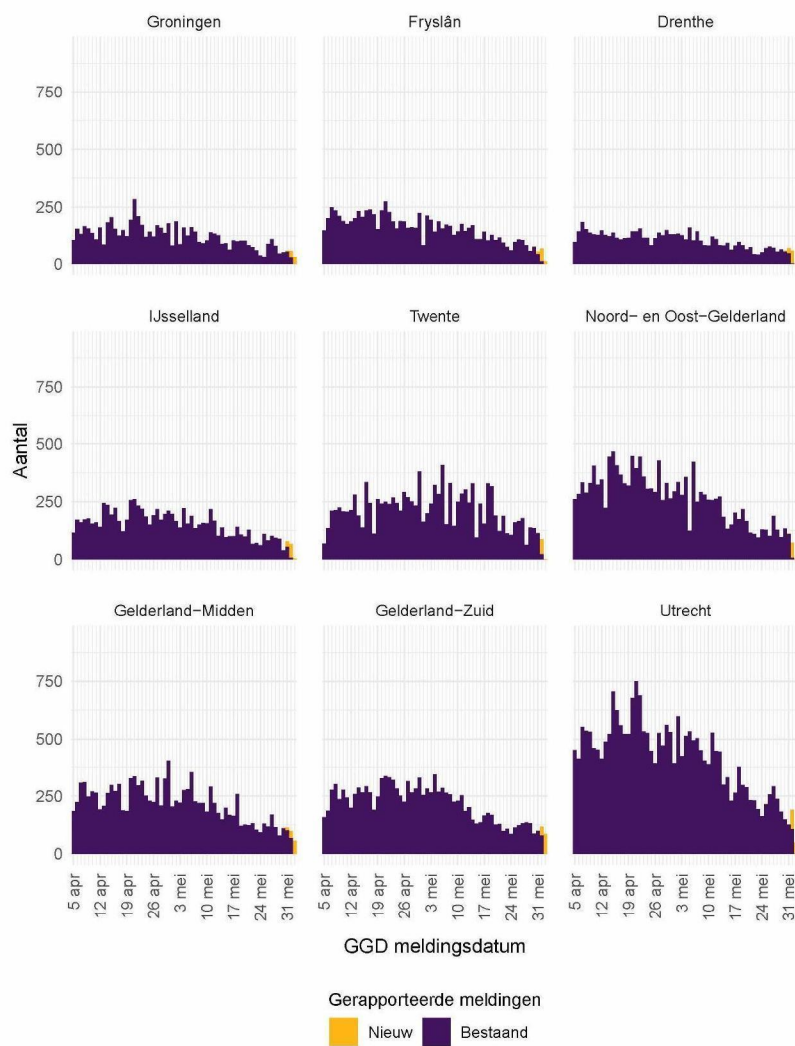 Groningen Fryslân Drenthe
750
500
250
0
IJsselland Twente Noord− en Oost−Gelderland
Aantal
750
500
250
0
Gelderland−Midden Gelderland−Zuid Utrecht
750
500
250
0
5 apr 12 apr 19 apr 26 apr 3 mei 10 mei 17 mei 24 mei 31 mei 5 apr 12 apr 19 apr 26 apr 3 mei 10 mei 17 mei 24 mei 31 mei 5 apr 12 apr 19 apr 26 apr 3 mei 10 mei 17 mei 24 mei 31 mei
GGD meldingsdatum
Gerapporteerde meldingen
Nieuw Bestaand